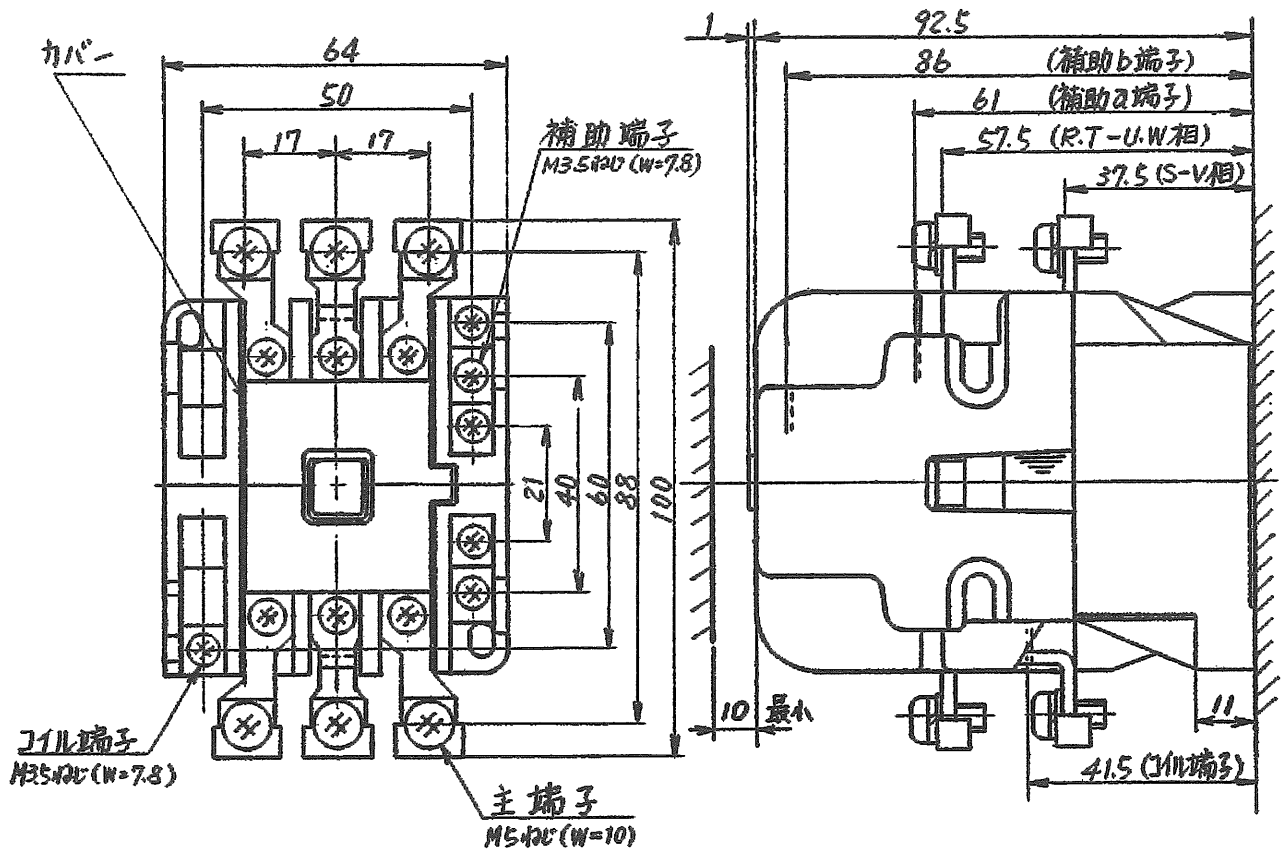 カバー
64
50
17
17
補助端子
M3.5ねじ(W=7.8)
21
40
60
88
100
コイル端子
M3.5ねじ(W=7.8)
主端子
M5ねじ(W=10)
1
92.5
86 (補助b端子)
61 (補助a端子)
57.5 (R.T-U.W相)
37.5 (S-V相)
10 最小
11
41.5 (コイル端子)